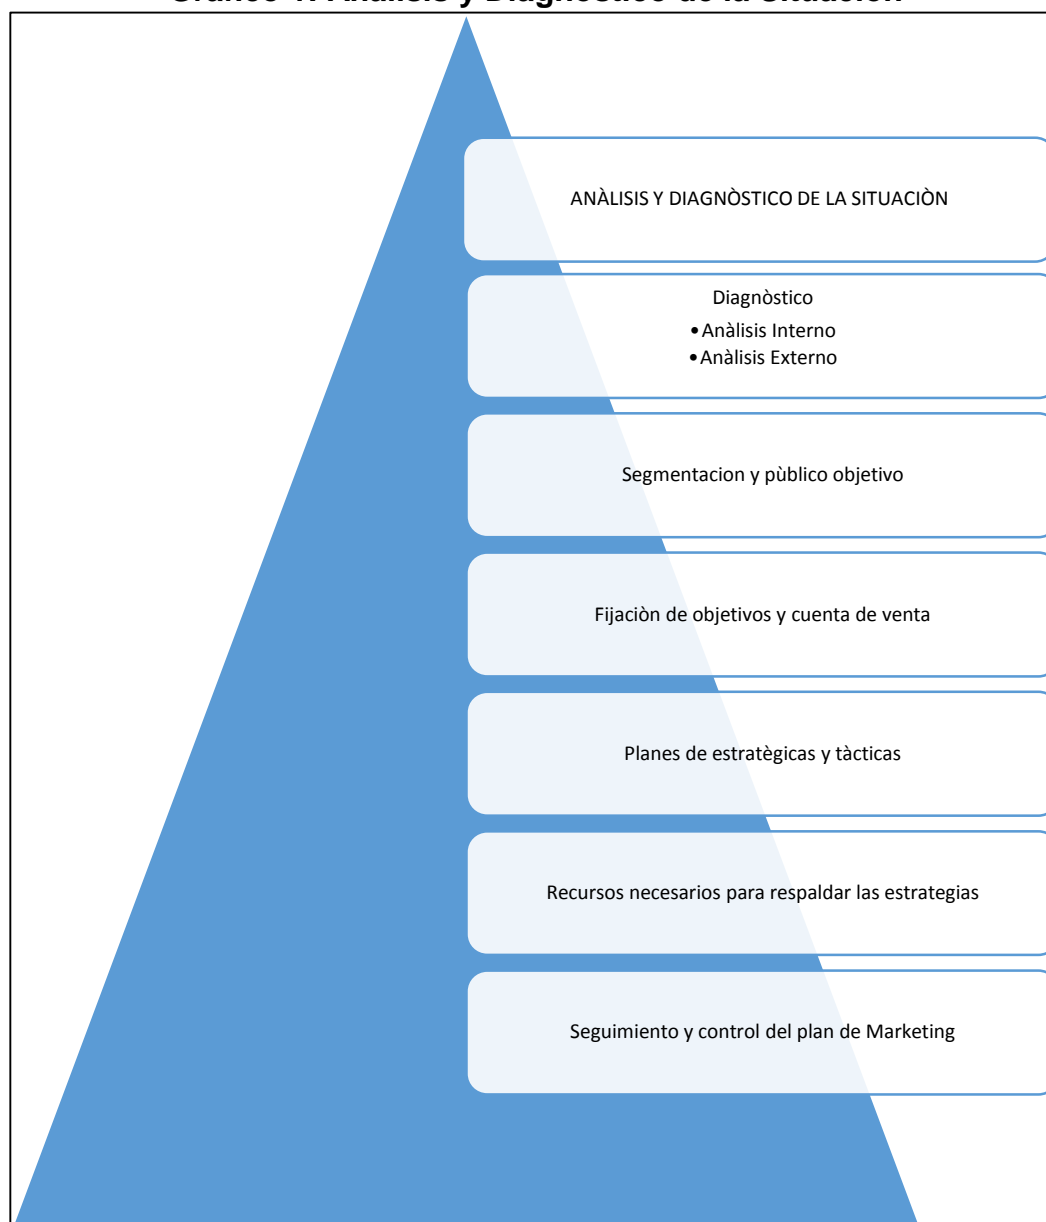 Gráfico Análisis y Diagnóstico de la Situación
ANÀLISIS Y DIAGNÒSTICO DE LA SITUACIÒN
Diagnòstico
•Anàlisis Interno
•Anàlisis Externo
Segmentacion y pùblico objetivo
Fijaciòn de objetivos y cuenta de venta
Planes de estratègicas y tàcticas
Recursos necesarios para respaldar las estrategias
Seguimiento y control del plan de Marketing